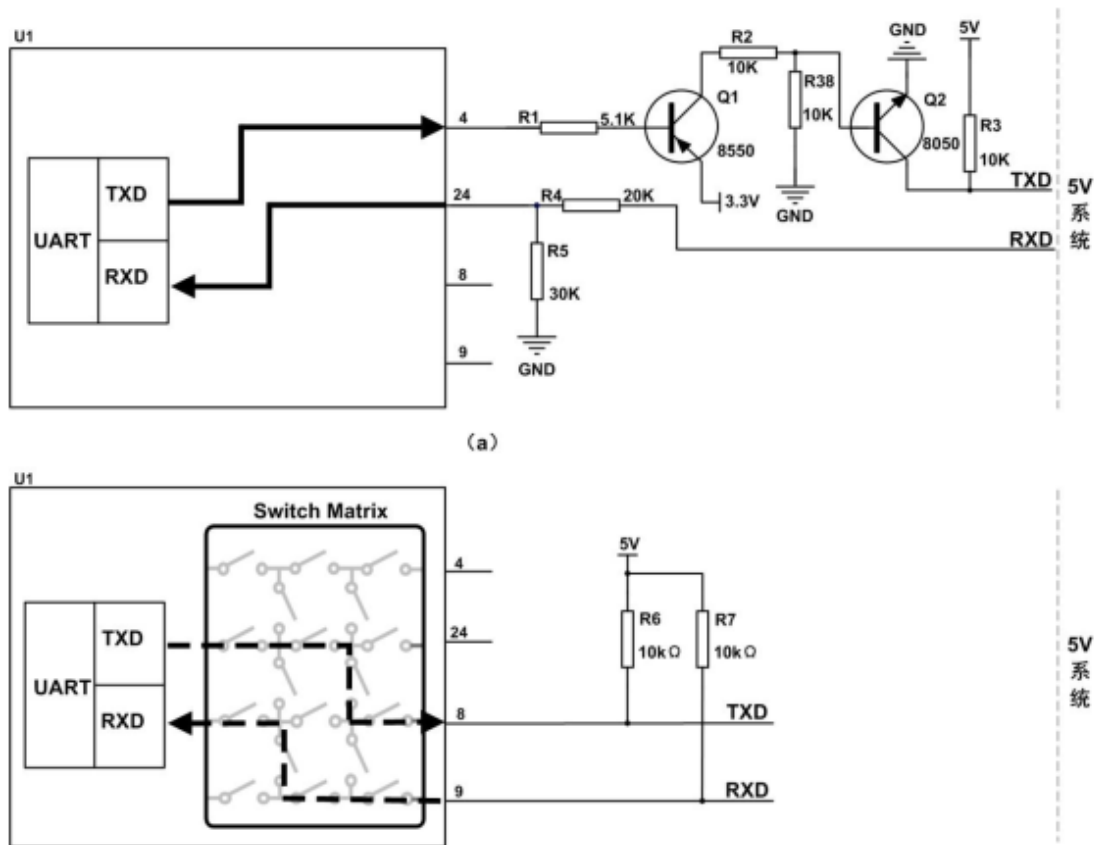 U1
UART
TXD
RXD
4
24
8
9
R1
5.1K
Q1
8550
3.3V
R2
10K
R38
10K
GND
GND
Q2
8050
5V
R3
10K
TXD
RXD
R4
20K
R5
30K
GND
5V
系
统
(a)
U1
Switch Matrix
UART
TXD
RXD
4
24
8
9
5V
R6
10kΩ
R7
10kΩ
TXD
RXD
5V
系
统